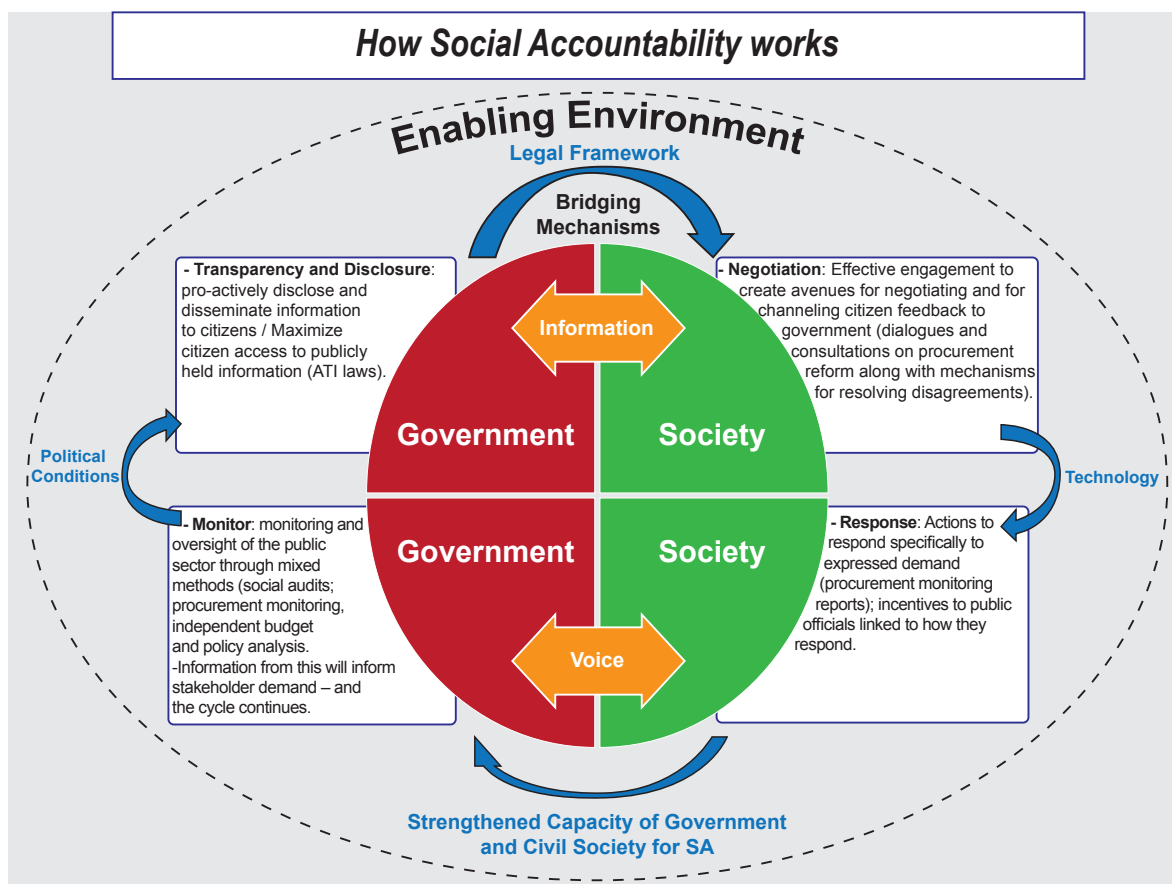 How Social Accountability works
Enabling Environment
Legal Framework
Bridging
Mechanisms
- Transparency and Disclosure:
pro-actively disclose and
disseminate information
to citizens / Maximize
citizen access to publicly
held information (ATI laws).
Information
- Negotiation: Effective engagement to
create avenues for negotiating and for
channeling citizen feedback to
government (dialogues and
consultations on procurement
reform along with mechanisms
for resolving disagreements).
Government
Society
Political
Conditions
Technology
- Monitor: monitoring and
oversight of the public
sector through mixed
methods (social audits;
procurement monitoring,
independent budget
and policy analysis.
-Information from this will inform
stakeholder demand – and
the cycle continues.
Government
Society
Voice
- Response: Actions to
respond specifically to
expressed demand
(procurement monitoring
reports); incentives to public
officials linked to how they
respond.
Strengthened Capacity of Government
and Civil Society for SA